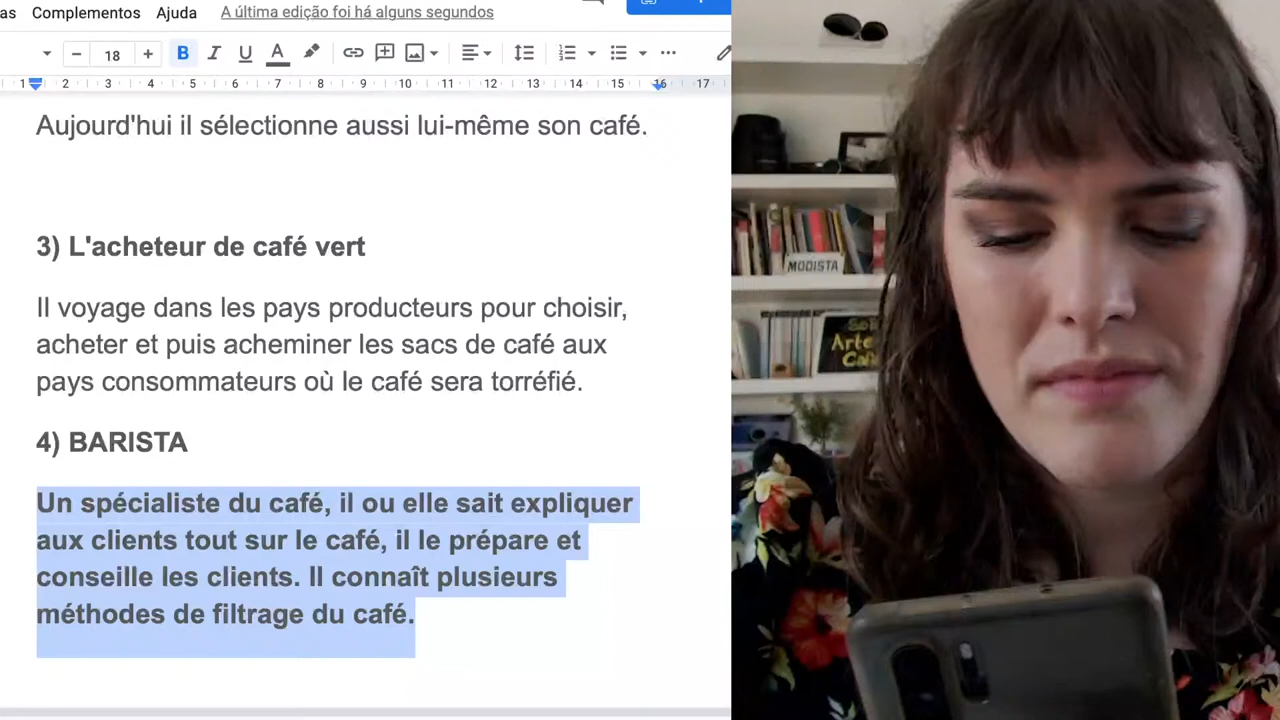 as Complementos Ajuda A última edição foi há alguns segundos
18 B I U A
1 2 3 4 5 6 7 8 9 10 11 12 13 14 15 16 17
Aujourd'hui il sélectionne aussi lui-même son café.
3) L'acheteur de café vert
Il voyage dans les pays producteurs pour choisir,
acheter et puis acheminer les sacs de café aux
pays consommateurs où le café sera torréfié.
4) BARISTA
Un spécialiste du café, il ou elle sait expliquer
aux clients tout sur le café, il le prépare et
conseille les clients. Il connaît plusieurs
méthodes de filtrage du café.
MODISTA
Arte